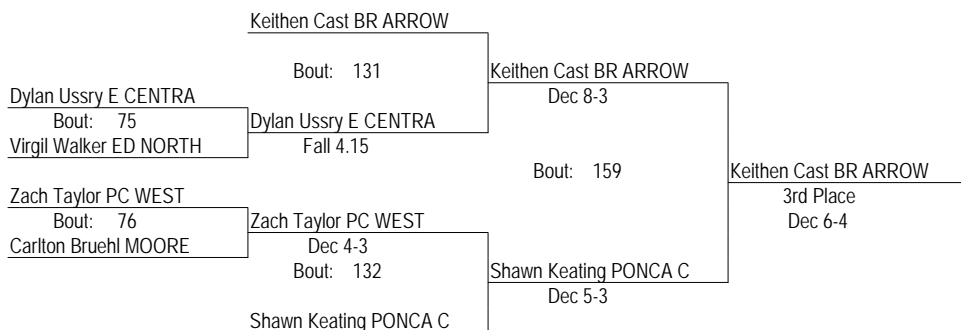 Keithen Cast BR ARROW
Bout: 131
Keithen Cast BR ARROW
Dylan Ussry E CENTRA
Dec 8-3
Bout: 75
Dylan Ussry E CENTRA
Virgil Walker ED NORTH
Fall 4.15
Bout: 159
Keithen Cast BR ARROW
Zach Taylor PC WEST
3rd Place
Bout: 76
Zach Taylor PC WEST
Dec 6-4
Carlton Bruehl MOORE
Dec 4-3
Bout: 132
Shawn Keating PONCA C
Dec 5-3
Shawn Keating PONCA C